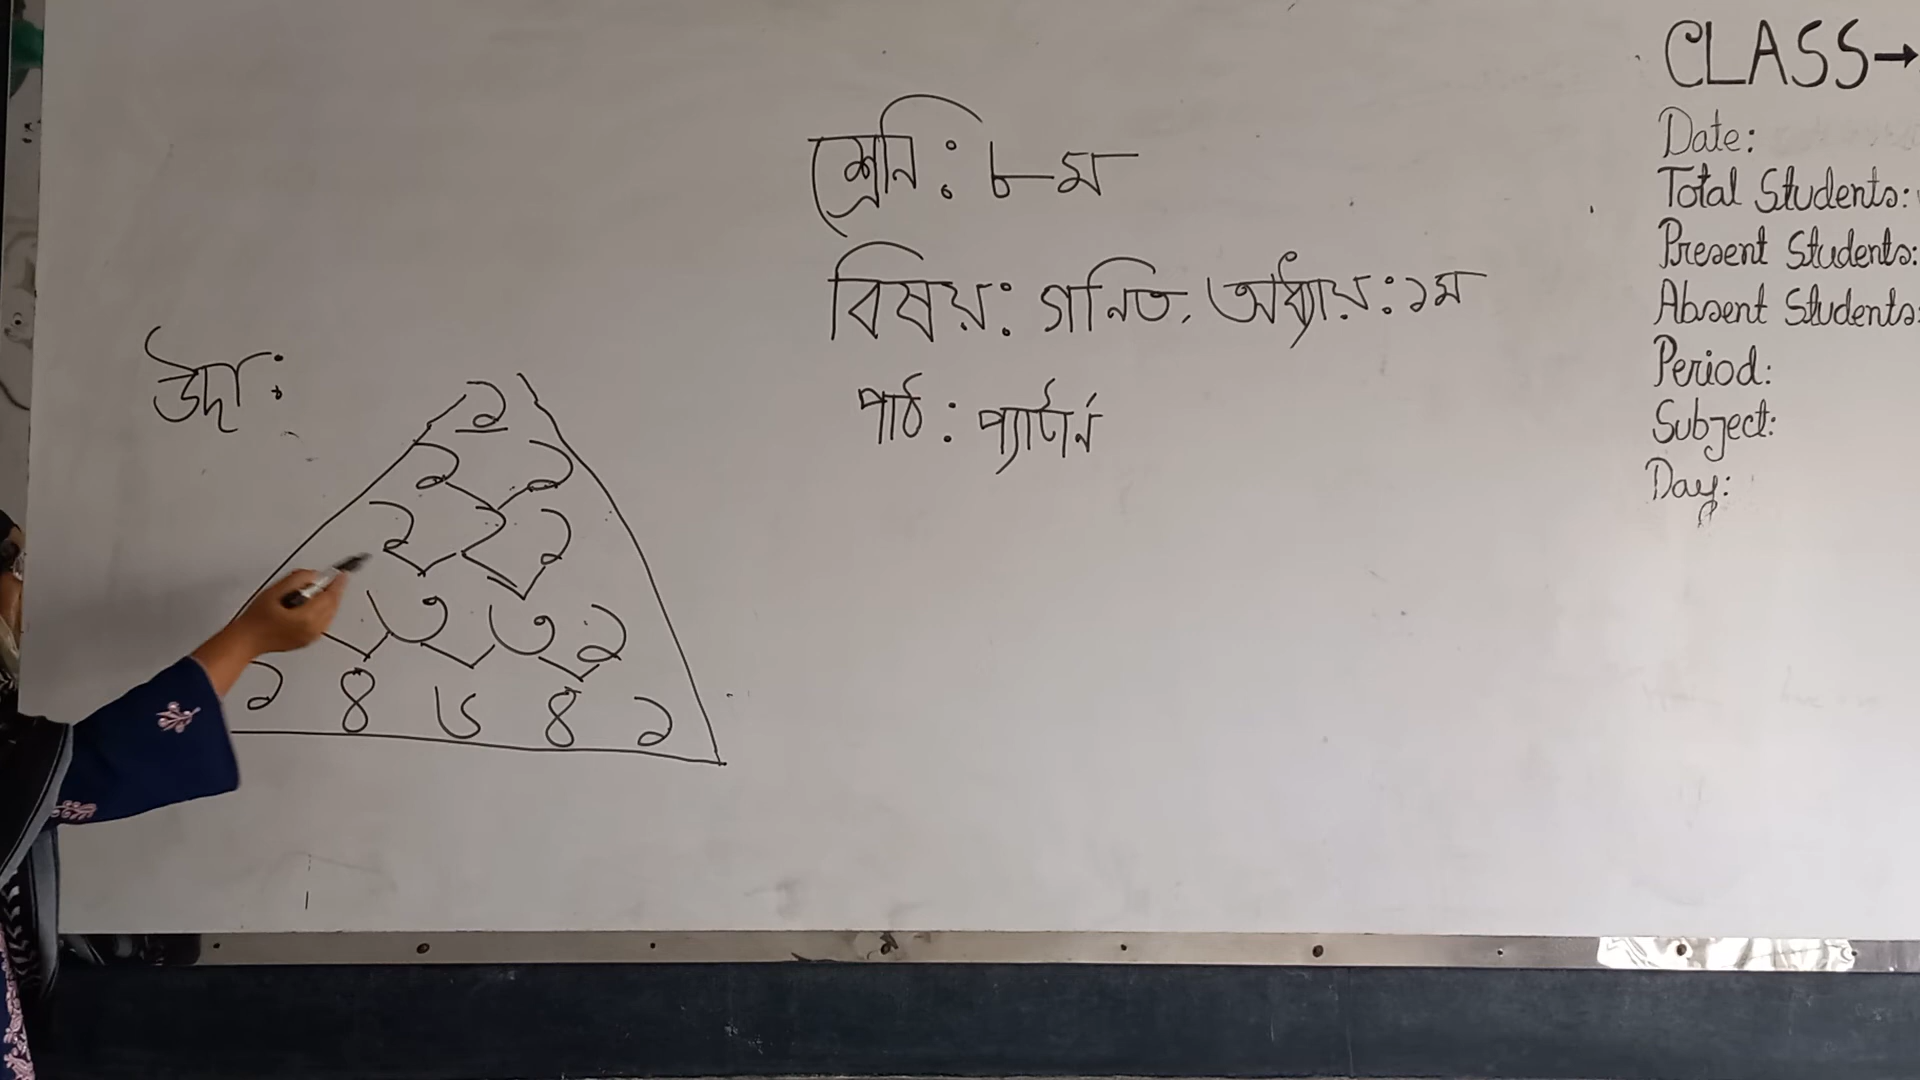 শ্রেনি : ৮ম
বিষয় : গনিত, অধ্যায় : ১ম
পাঠ : প্যাটার্ন
উদা :
১
১ ১
১ ২ ১
৩ ৩ ১
১ ৪ ৬ ৪ ১
CLASS→
Date:
Total Students:
Present Students:
Absent Students:
Period:
Subject:
Day: